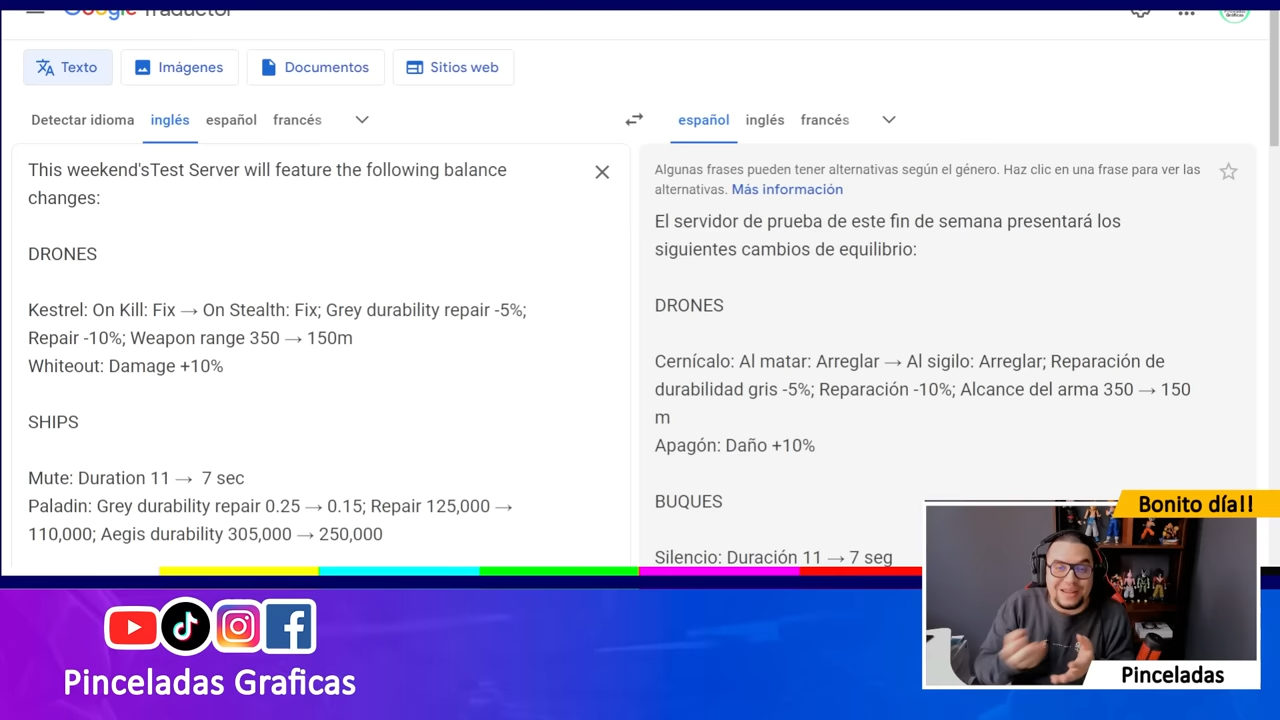 Google Traductor
Texto
Imágenes
Documentos
Sitios web
Detectar idioma
inglés
español
francés
español
inglés
francés
This weekend'sTest Server will feature the following balance
changes:
DRONES
Kestrel: On Kill: Fix → On Stealth: Fix; Grey durability repair -5%;
Repair -10%; Weapon range 350 → 150m
Whiteout: Damage +10%
SHIPS
Mute: Duration 11 → 7 sec
Paladin: Grey durability repair 0.25 → 0.15; Repair 125,000 →
110,000; Aegis durability 305,000 → 250,000
Algunas frases pueden tener alternativas según el género. Haz clic en una frase para ver las
alternativas. Más información
El servidor de prueba de este fin de semana presentará los
siguientes cambios de equilibrio:
DRONES
Cernícalo: Al matar: Arreglar → Al sigilo: Arreglar; Reparación de
durabilidad gris -5%; Reparación -10%; Alcance del arma 350 → 150
m
Apagón: Daño +10%
BUQUES
Silencio: Duración 11 → 7 seg
Bonito día!!
Pinceladas
Pinceladas Graficas